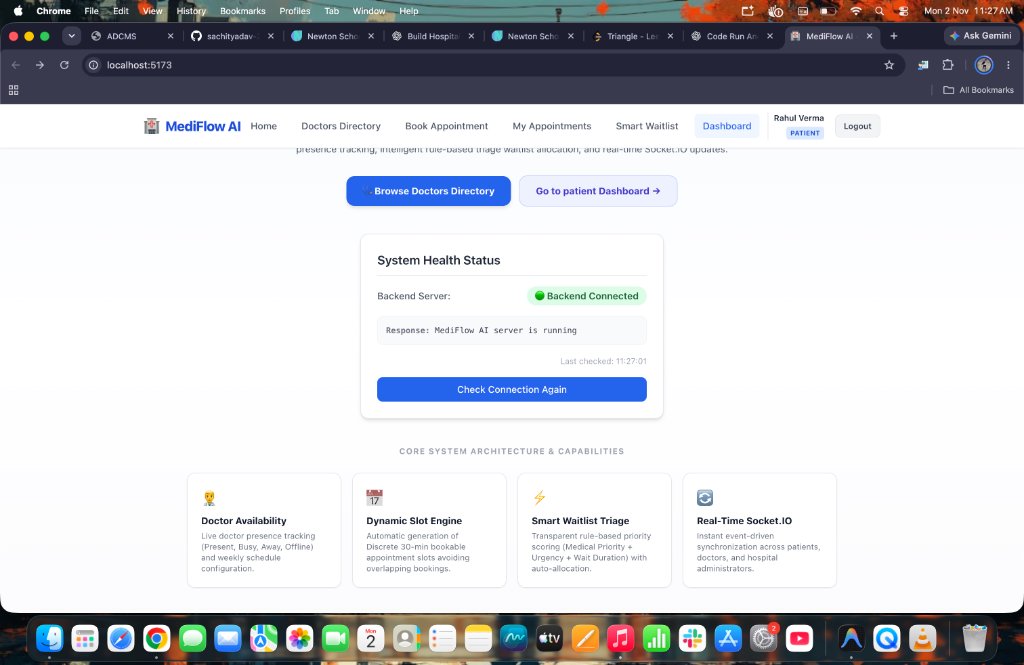 Chrome File Edit View History Bookmarks Profiles Tab Window Help Mon 2 Nov 11:27 AM
ADCMS
sachityadav-
Newton Scho
Build Hospita
Newton Scho
Triangle - Le
Code Run An
MediFlow AI
Ask Gemini
localhost:5173
All Bookmarks
MediFlow AI Home Doctors Directory Book Appointment My Appointments Smart Waitlist Dashboard
Rahul Verma
PATIENT
Logout
presence tracking, intelligent rule-based triage waitlist allocation, and real-time Socket.IO updates.
Browse Doctors Directory
Go to patient Dashboard →
System Health Status
Backend Server: Backend Connected
Response: MediFlow AI server is running
Last checked: 11:27:01
Check Connection Again
CORE SYSTEM ARCHITECTURE & CAPABILITIES
Doctor Availability
Live doctor presence tracking
(Present, Busy, Away, Offline)
and weekly schedule
configuration.
17
Dynamic Slot Engine
Automatic generation of
Discrete 30-min bookable
appointment slots avoiding
overlapping bookings.
Smart Waitlist Triage
Transparent rule-based priority
scoring (Medical Priority +
Urgency + Wait Duration) with
auto-allocation.
Real-Time Socket.IO
Instant event-driven
synchronization across patients,
doctors, and hospital
administrators.
Mon
2
tv
2